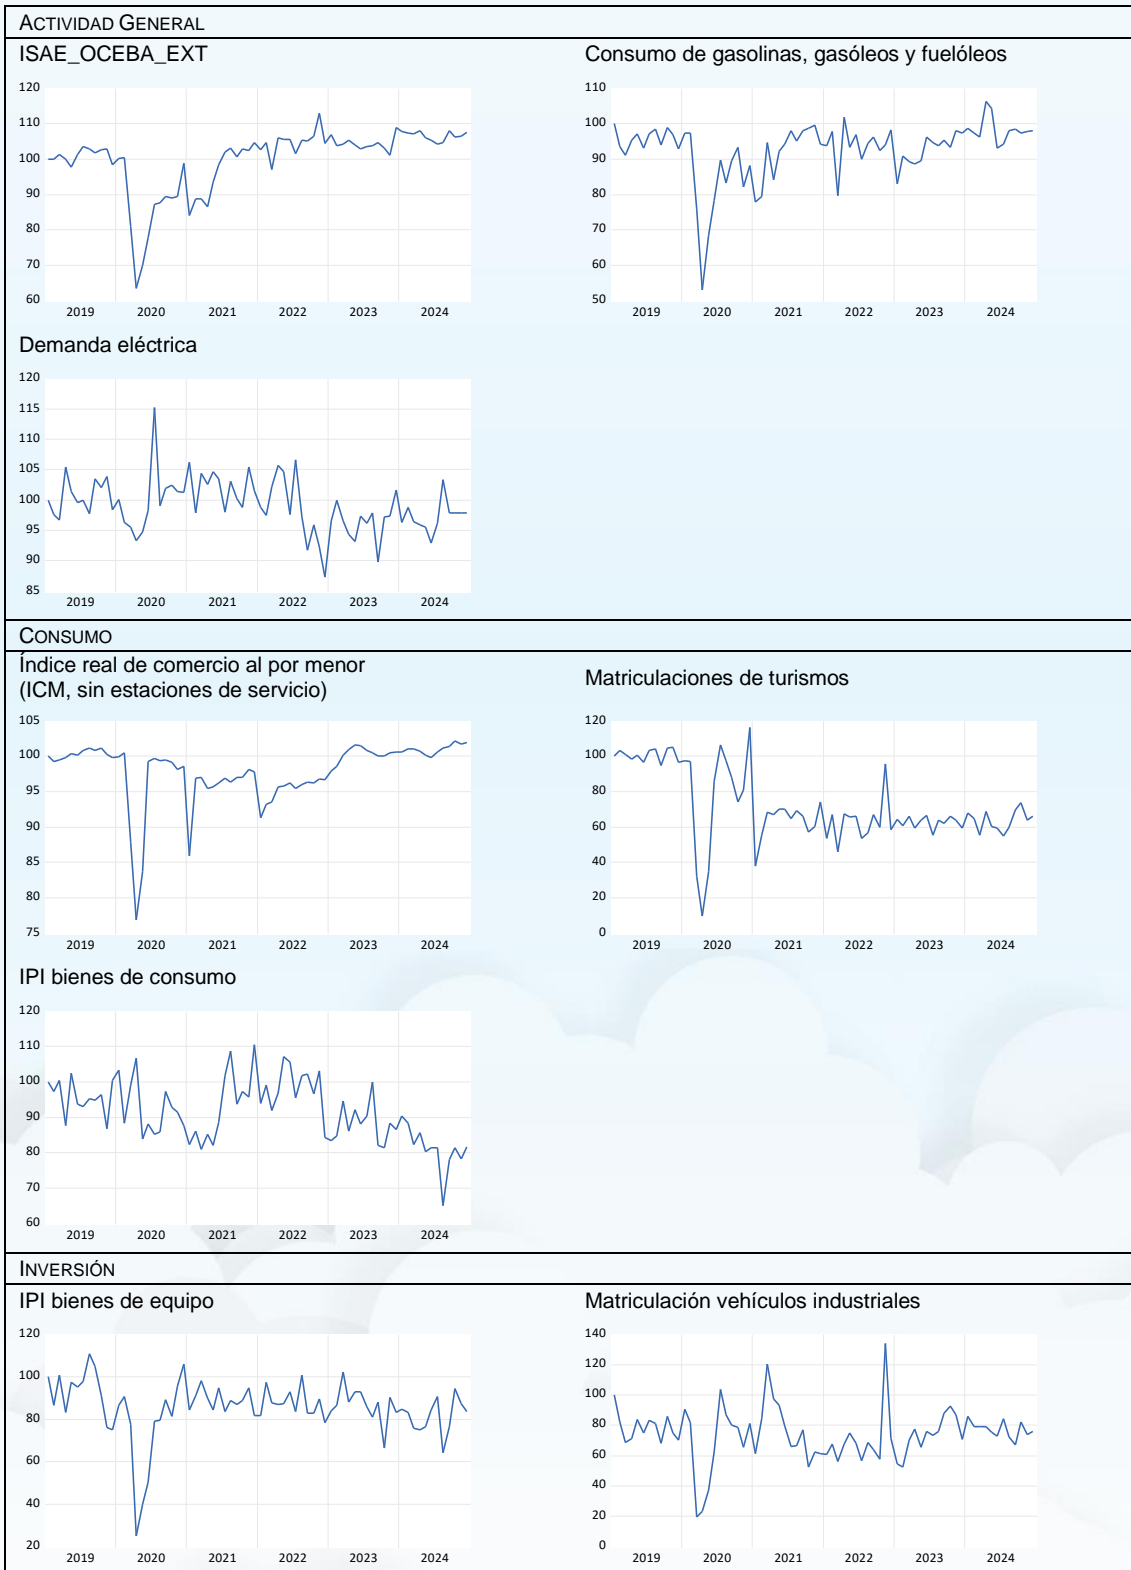 ACTIVIDAD GENERAL
ISAE_OCEBA_EXT
120
110
100
90
80
70
60
2019 2020 2021 2022 2023 2024
Consumo de gasolinas, gasóleos y fuelóleos
110
100
90
80
70
60
50
2019 2020 2021 2022 2023 2024
Demanda eléctrica
120
115
110
105
100
95
90
85
2019 2020 2021 2022 2023 2024
CONSUMO
Índice real de comercio al por menor
(ICM, sin estaciones de servicio)
105
100
95
90
85
80
75
2019 2020 2021 2022 2023 2024
Matriculaciones de turismos
120
100
80
60
40
20
0
2019 2020 2021 2022 2023 2024
IPI bienes de consumo
120
110
100
90
80
70
60
2019 2020 2021 2022 2023 2024
INVERSIÓN
IPI bienes de equipo
120
100
80
60
40
20
2019 2020 2021 2022 2023 2024
Matriculación vehículos industriales
140
120
100
80
60
40
20
0
2019 2020 2021 2022 2023 2024